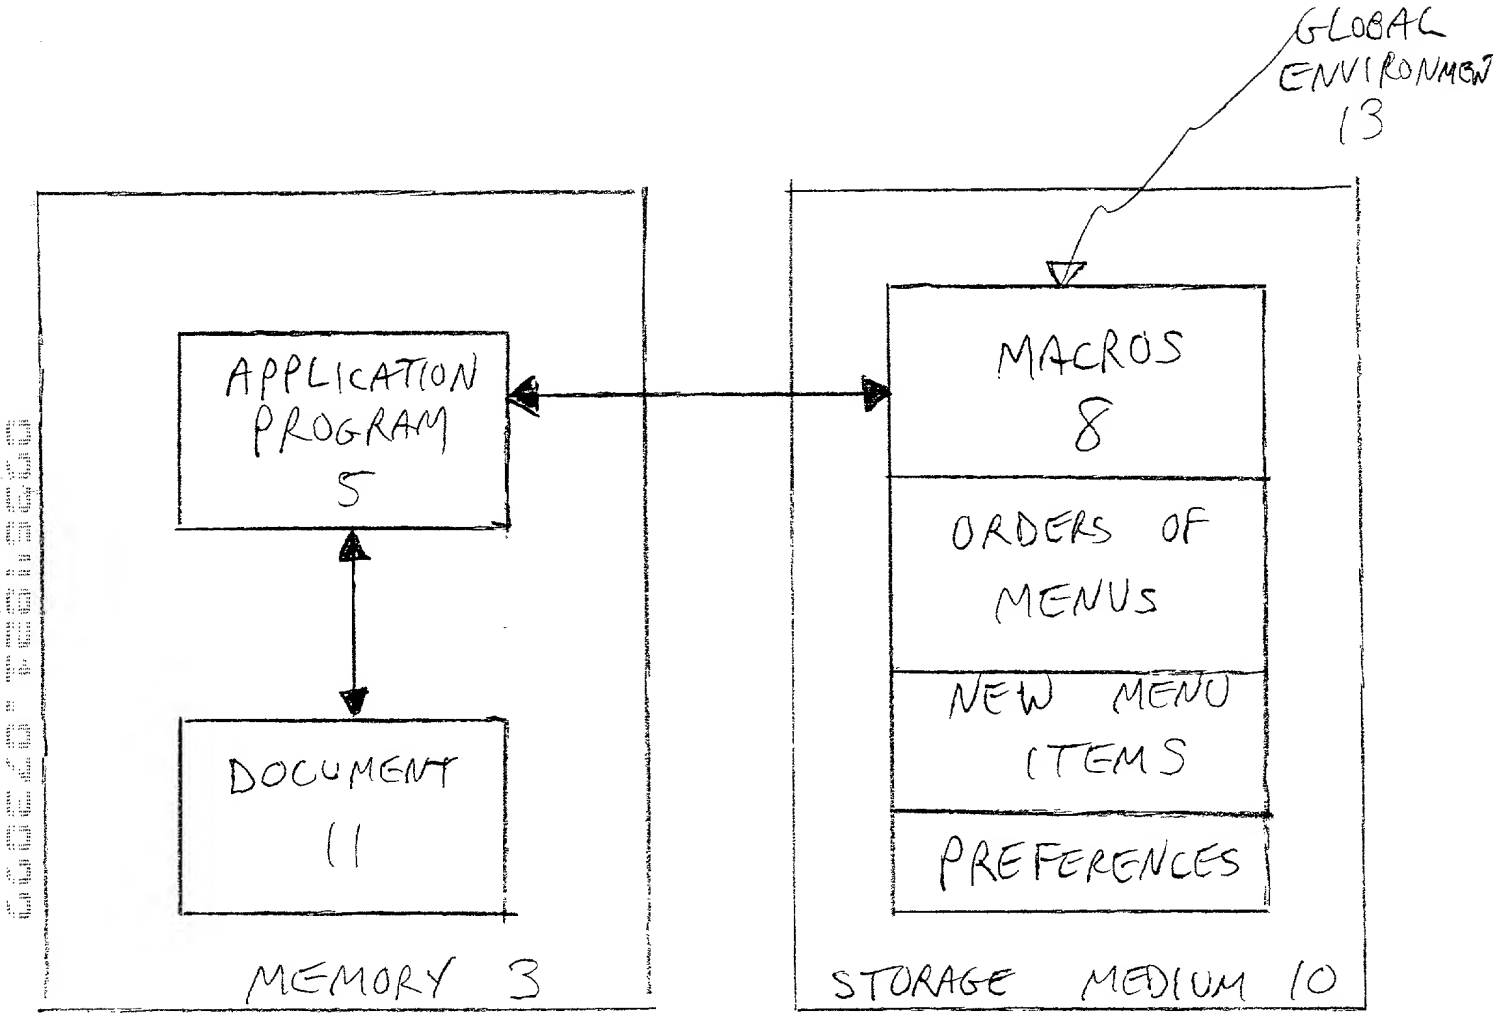 GLOBAL
ENVIRONMEN
13
APPLICATION
PROGRAM
5
DOCUMENT
11
MEMORY 3
MACROS
8
ORDERS OF
MENUS
NEW MENU
ITEMS
PREFERENCES
STORAGE MEDIUM 10